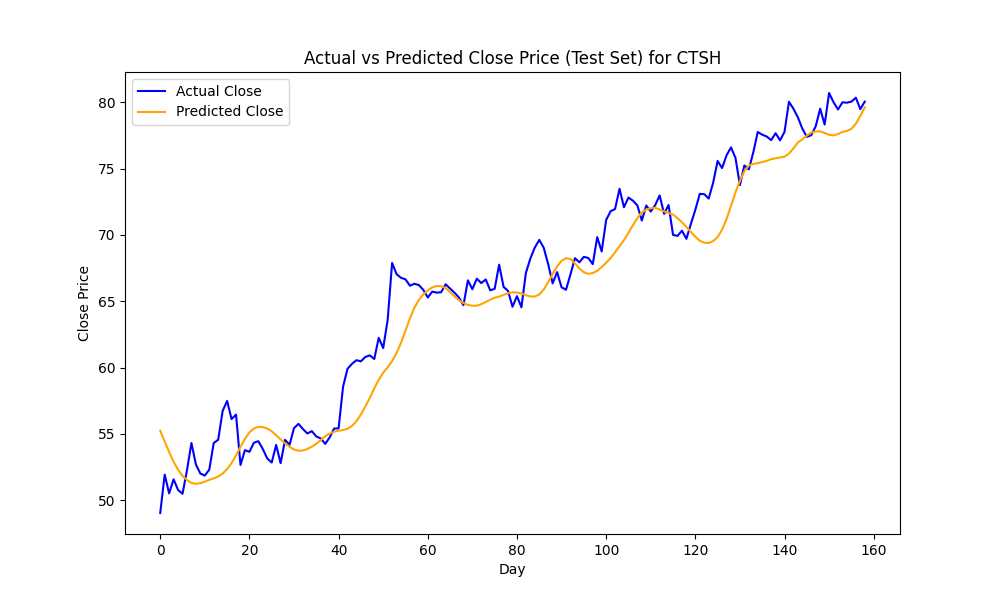 Actual vs Predicted Close Price (Test Set) for CTSH
Actual Close
Predicted Close
Close Price
80
75
70
65
60
55
50
0 20 40 60 80 100 120 140 160
Day